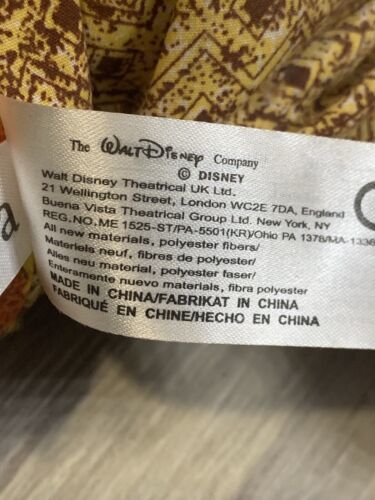 The WALT DISNEY Company
© DISNEY
Walt Disney Theatrical UK Ltd.
21 Wellington Street, London WC2E 7DA, England
Buena Vista Theatrical Group Ltd. New York, NY
REG.NO.ME 1525-ST/PA-5501(KR)/Ohio PA 1378/MA-1336
All new materials, polyester fibers/
Materiels neuf, fibres de polyester/
Alles neu material, polyester faser/
Enteramente nuevo materiales, fibra polyester
MADE IN CHINA/FABRIKAT IN CHINA
FABRIQUÉ EN CHINE/HECHO EN CHINA
a